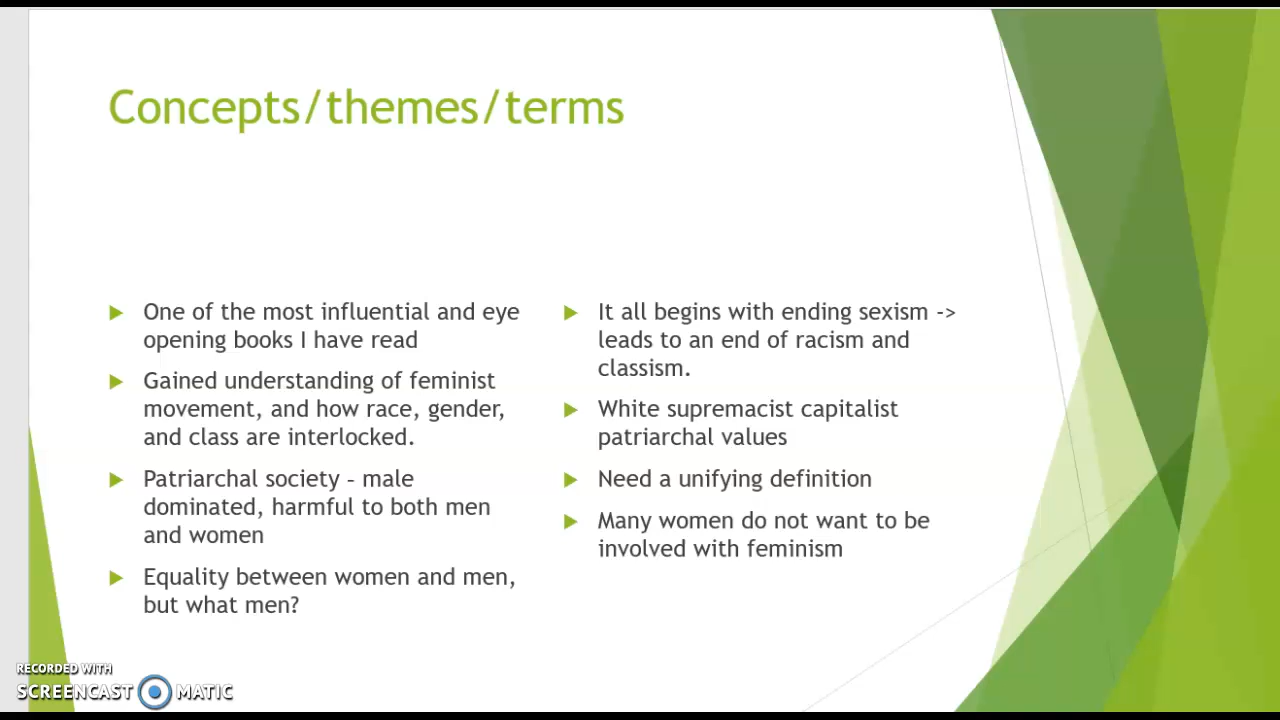 Concepts/themes/terms
One of the most influential and eye
opening books I have read
Gained understanding of feminist
movement, and how race, gender,
and class are interlocked.
Patriarchal society – male
dominated, harmful to both men
and women
Equality between women and men,
but what men?
It all begins with ending sexism ->
leads to an end of racism and
classism.
White supremacist capitalist
patriarchal values
Need a unifying definition
Many women do not want to be
involved with feminism
RECORDED WITH
SCREENCAST MATIC